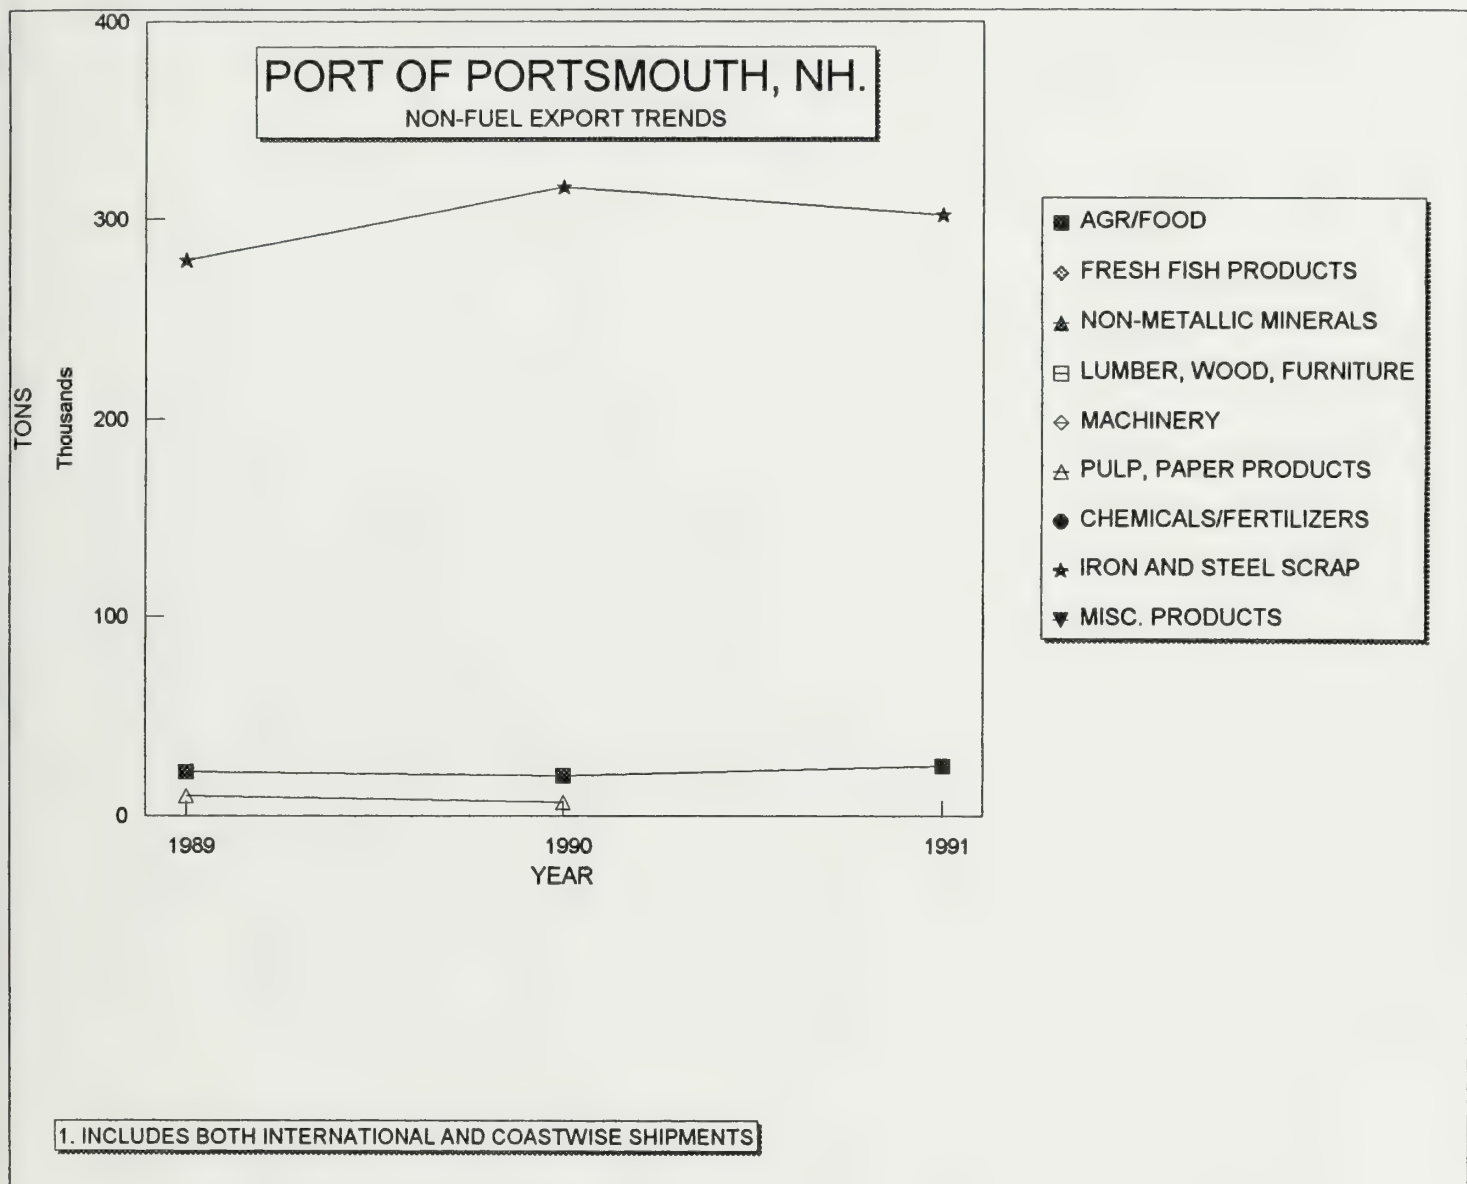 PORT OF PORTSMOUTH, NH.
NON-FUEL EXPORT TRENDS
400
300
200
100
0
TONS
Thousands
1989
1990
1991
YEAR
AGR/FOOD
FRESH FISH PRODUCTS
NON-METALLIC MINERALS
LUMBER, WOOD, FURNITURE
MACHINERY
PULP, PAPER PRODUCTS
CHEMICALS/FERTILIZERS
IRON AND STEEL SCRAP
MISC. PRODUCTS
1. INCLUDES BOTH INTERNATIONAL AND COASTWISE SHIPMENTS